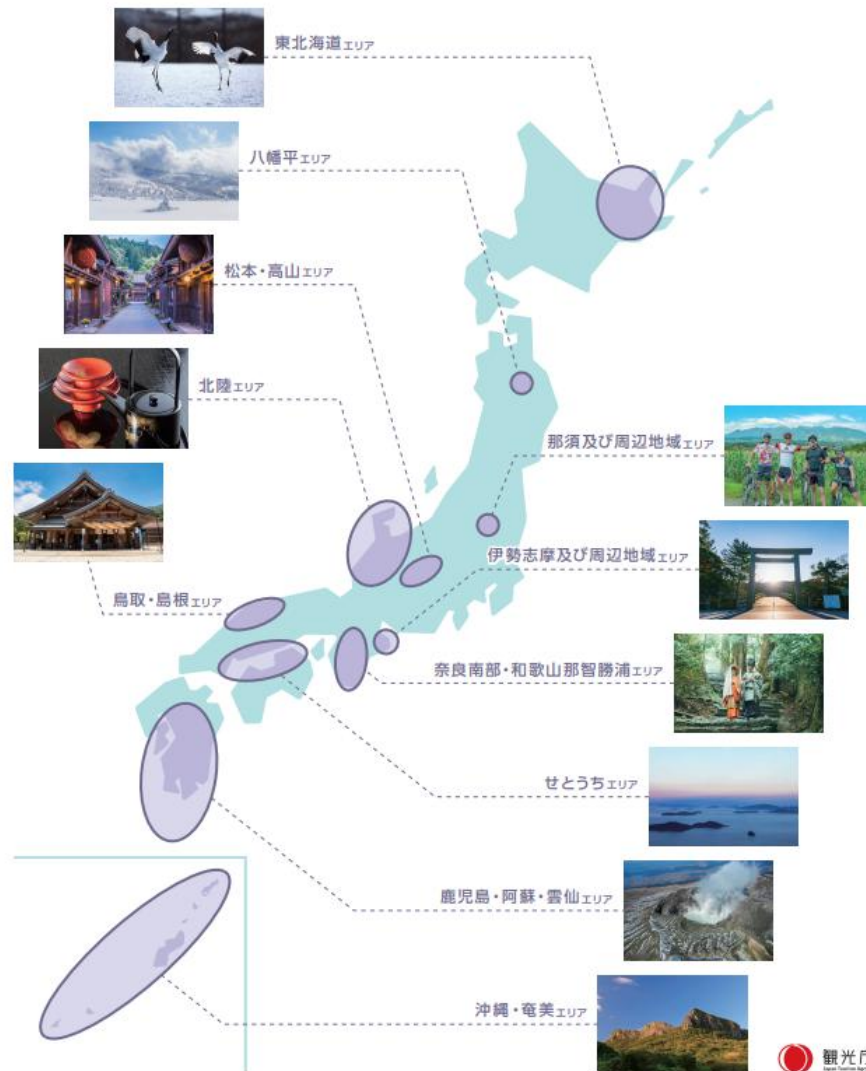 東北海道エリア
八幡平エリア
松本・高山エリア
北陸エリア
那須及び周辺地域エリア
伊勢志摩及び周辺地域エリア
鳥取・島根エリア
奈良南部・和歌山那智勝浦エリア
せとうちエリア
鹿児島・阿蘇・雲仙エリア
沖縄・奄美エリア
観光庁
Japan Tourism Agency